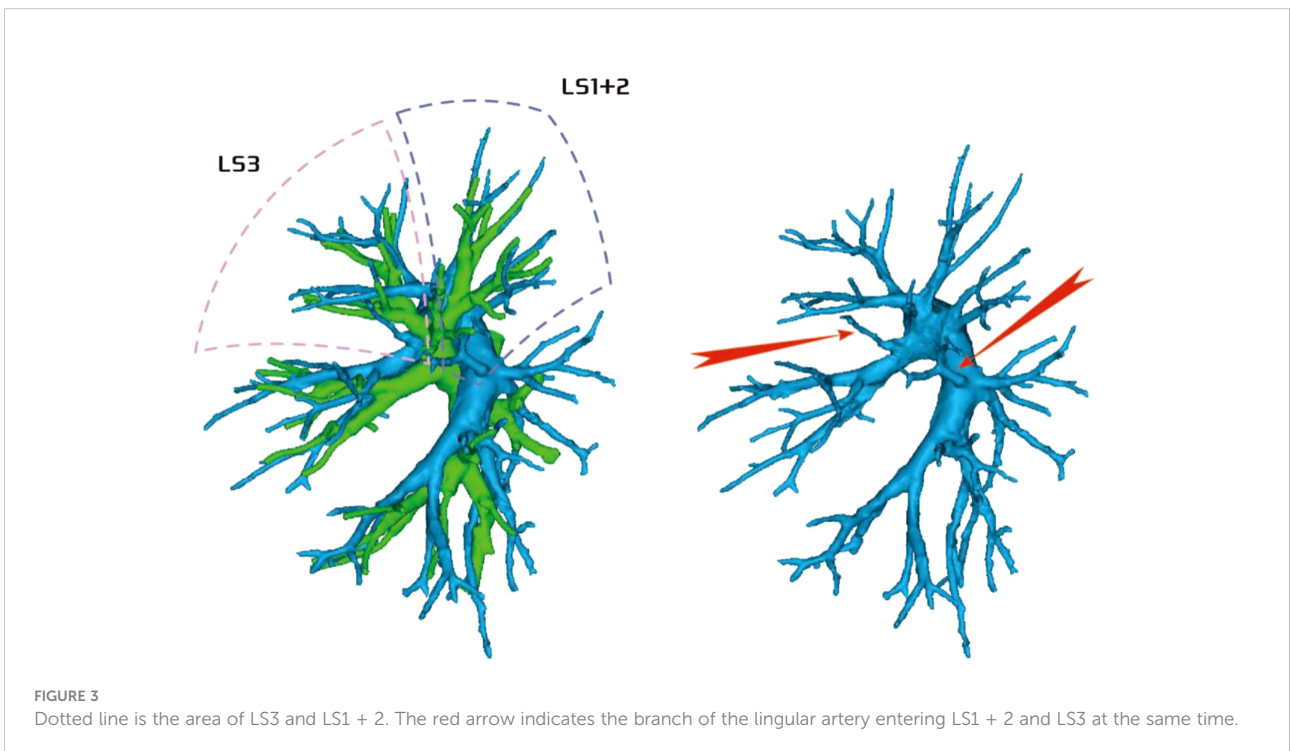 LS1+2
LS3
FIGURE 3
Dotted line is the area of LS3 and LS1 + 2. The red arrow indicates the branch of the lingular artery entering LS1 + 2 and LS3 at the same time.